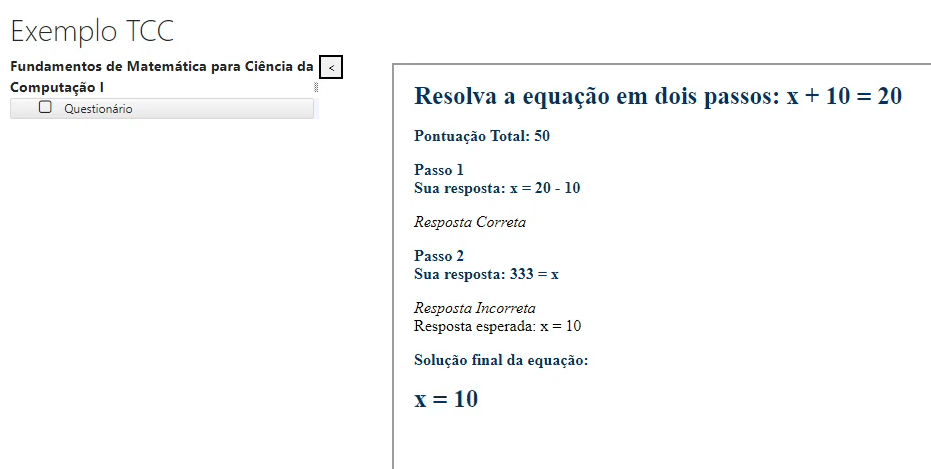 Exemplo TCC
Fundamentos de Matemática para Ciência da
Computação I
<
Questionário
Resolva a equação em dois passos: x + 10 = 20
Pontuação Total: 50
Passo 1
Sua resposta: x = 20 - 10
Resposta Correta
Passo 2
Sua resposta: 333 = x
Resposta Incorreta
Resposta esperada: x = 10
Solução final da equação:
x = 10